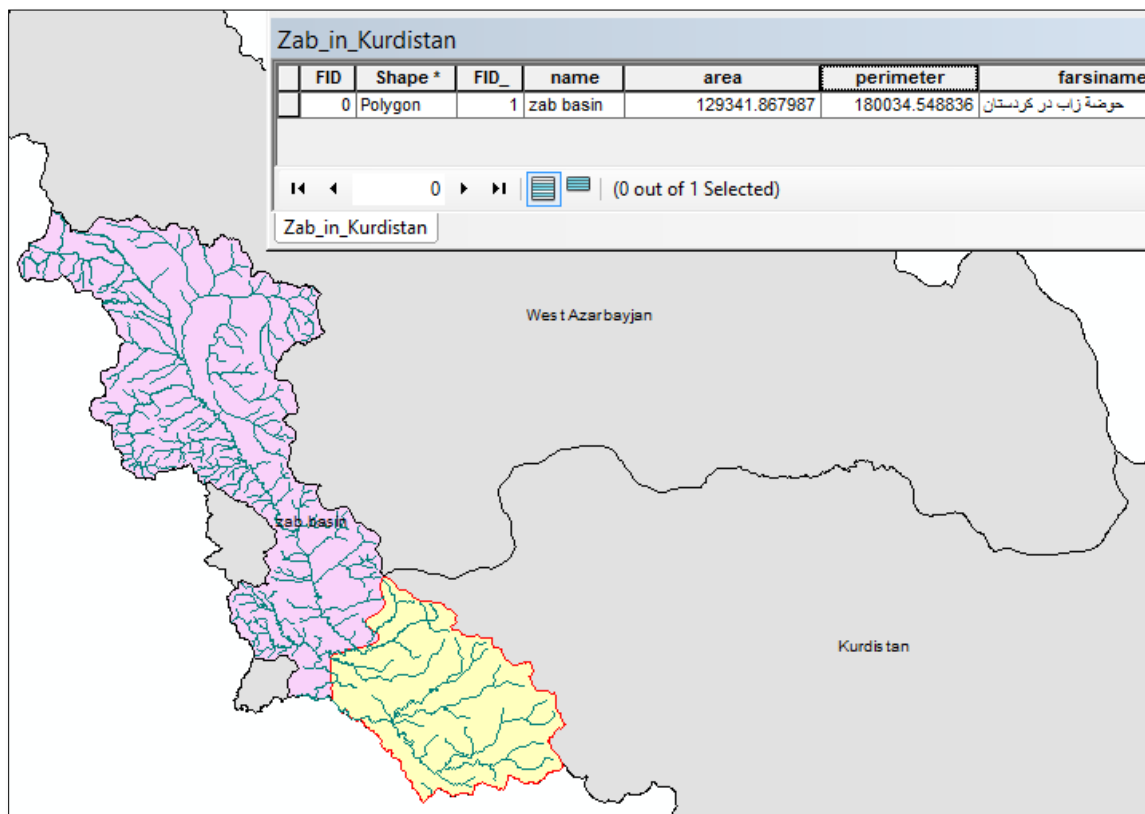 Zab_in_Kurdistan
FID Shape * FID_ name area perimeter farsiname
0 Polygon 1 zab basin 129341.867987 180034.548836 حوضة زاب در كردستان
0 (0 out of 1 Selected)
Zab_in_Kurdistan
West Azarbayjan
zab basin
Kurdistan